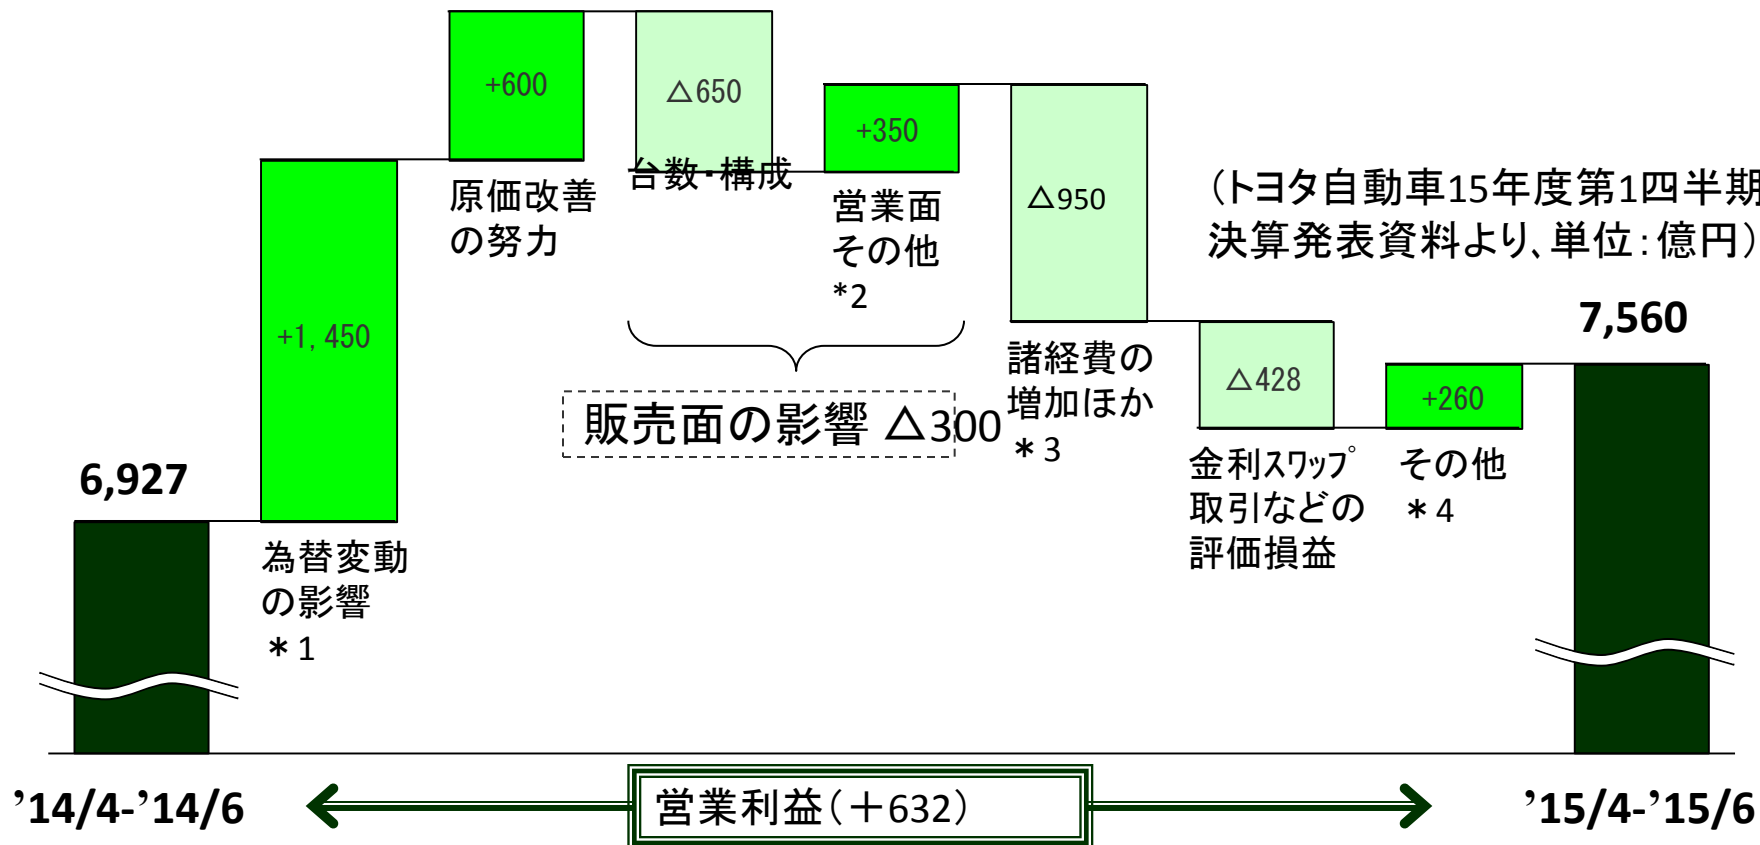 +600
△650
+350
台数・構成
原価改善
の努力
営業面
その他
*2
△950
（トヨタ自動車15年度第1四半期
決算発表資料より、単位：億円）
+1,450
7,560
諸経費の
増加ほか
＊3
△428
+260
販売面の影響 △300
6,927
金利スワップ
取引などの
評価損益
その他
＊4
為替変動
の影響
＊1
’14/4-’14/6
営業利益（＋632）
’15/4-’15/6